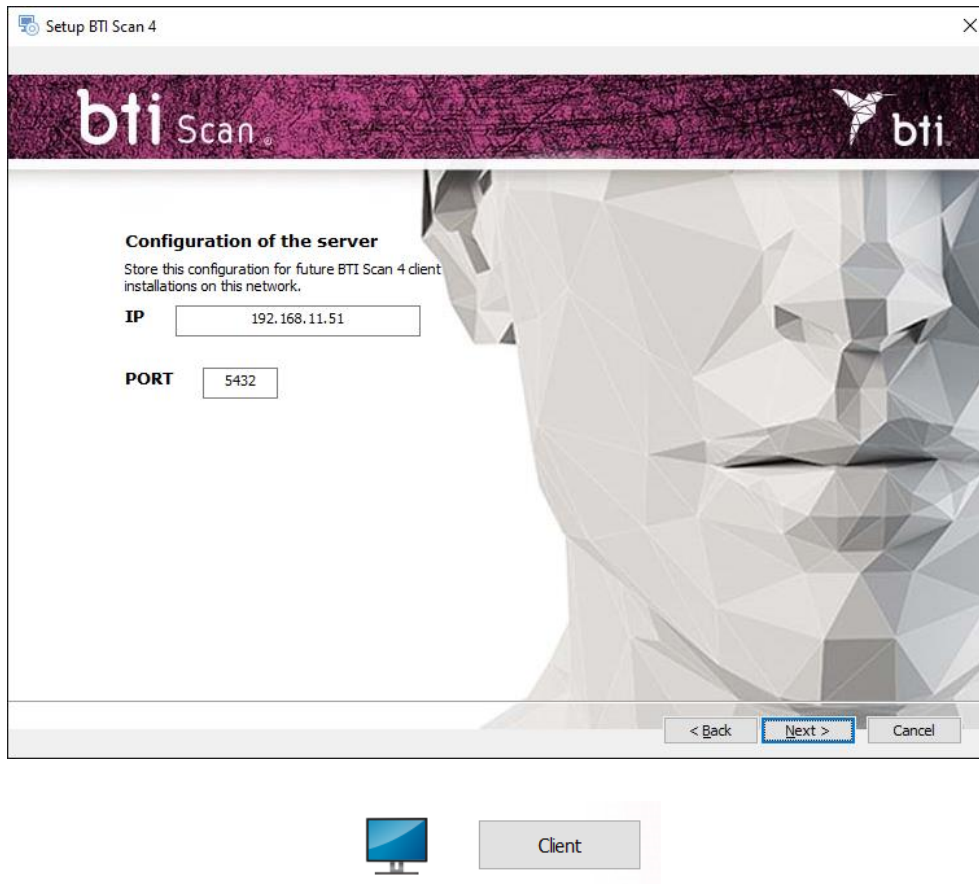 Setup BTI Scan 4
bti Scan®
bti
Configuration of the server
Store this configuration for future BTI Scan 4 client
installations on this network.
IP 192.168.11.51
PORT 5432
< Back Next > Cancel
Client